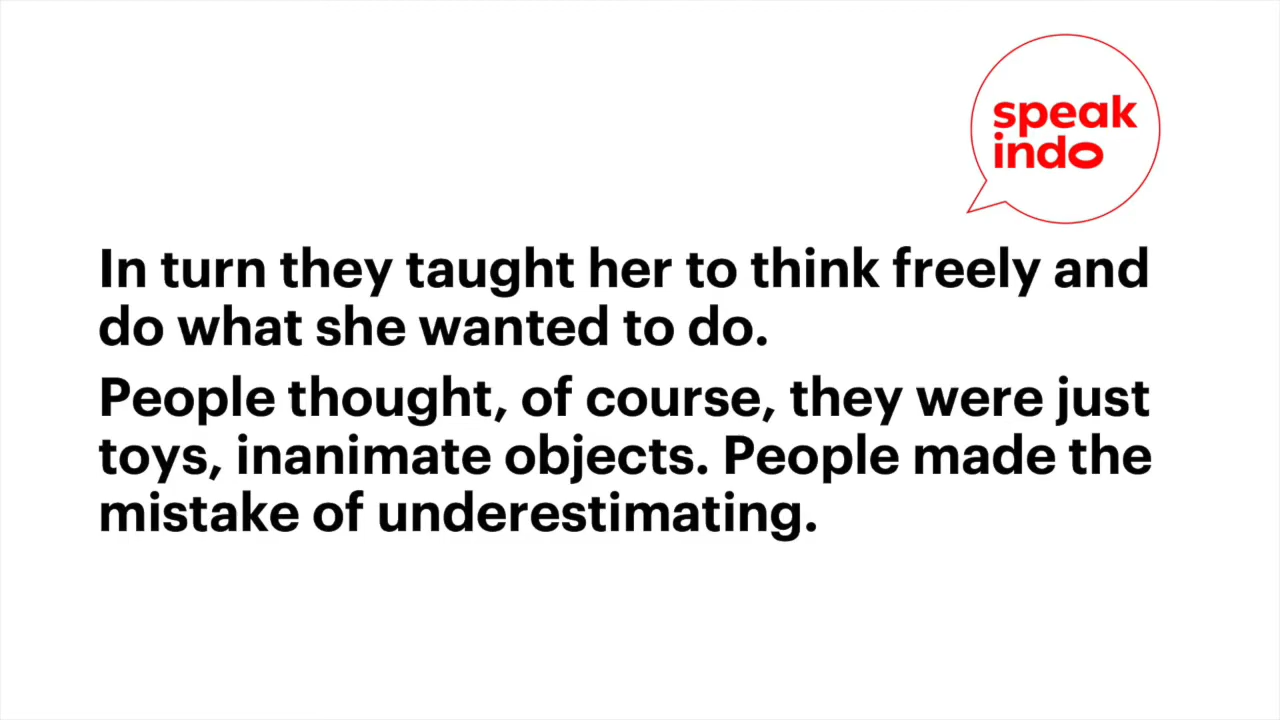 speak
indo
In turn they taught her to think freely and
do what she wanted to do.
People thought, of course, they were just
toys, inanimate objects. People made the
mistake of underestimating.